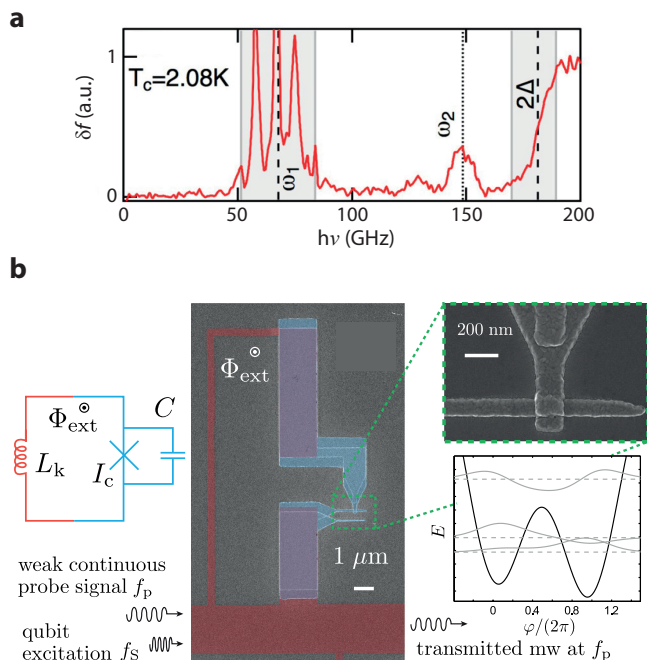 a
δf (a.u.)
1
0
T_c=2.08K
ω₁
ω₂
2Δ
0
50
100
150
200
hν (GHz)
b
Φ_ext
C
L_k
I_c
Φ_ext
1 μm
200 nm
weak continuous
probe signal f_p
qubit
excitation f_S
E
0
0.4
0.8
1.2
φ/(2π)
transmitted mw at f_p